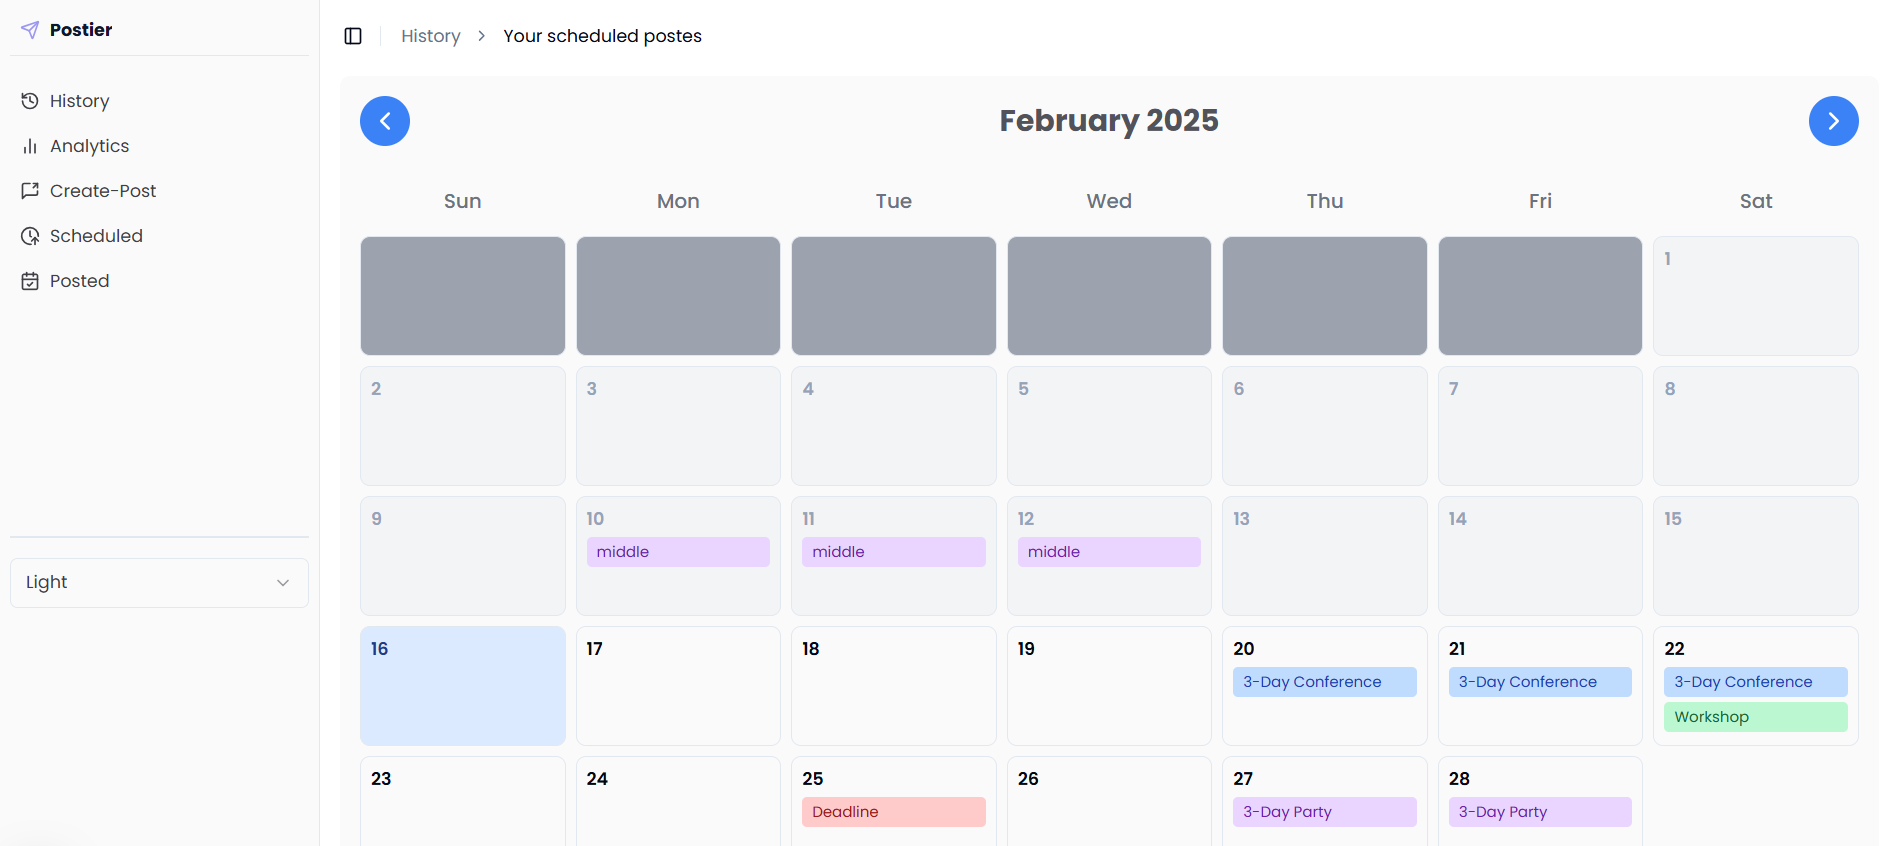 Postier
History
Analytics
Create-Post
Scheduled
Posted
Light
History > Your scheduled postes
February 2025
Sun Mon Tue Wed Thu Fri Sat
1
2 3 4 5 6 7 8
9 10 11 12 13 14 15
middle middle middle
16 17 18 19 20 21 22
3-Day Conference 3-Day Conference 3-Day Conference
Workshop
23 24 25 26 27 28
Deadline 3-Day Party 3-Day Party